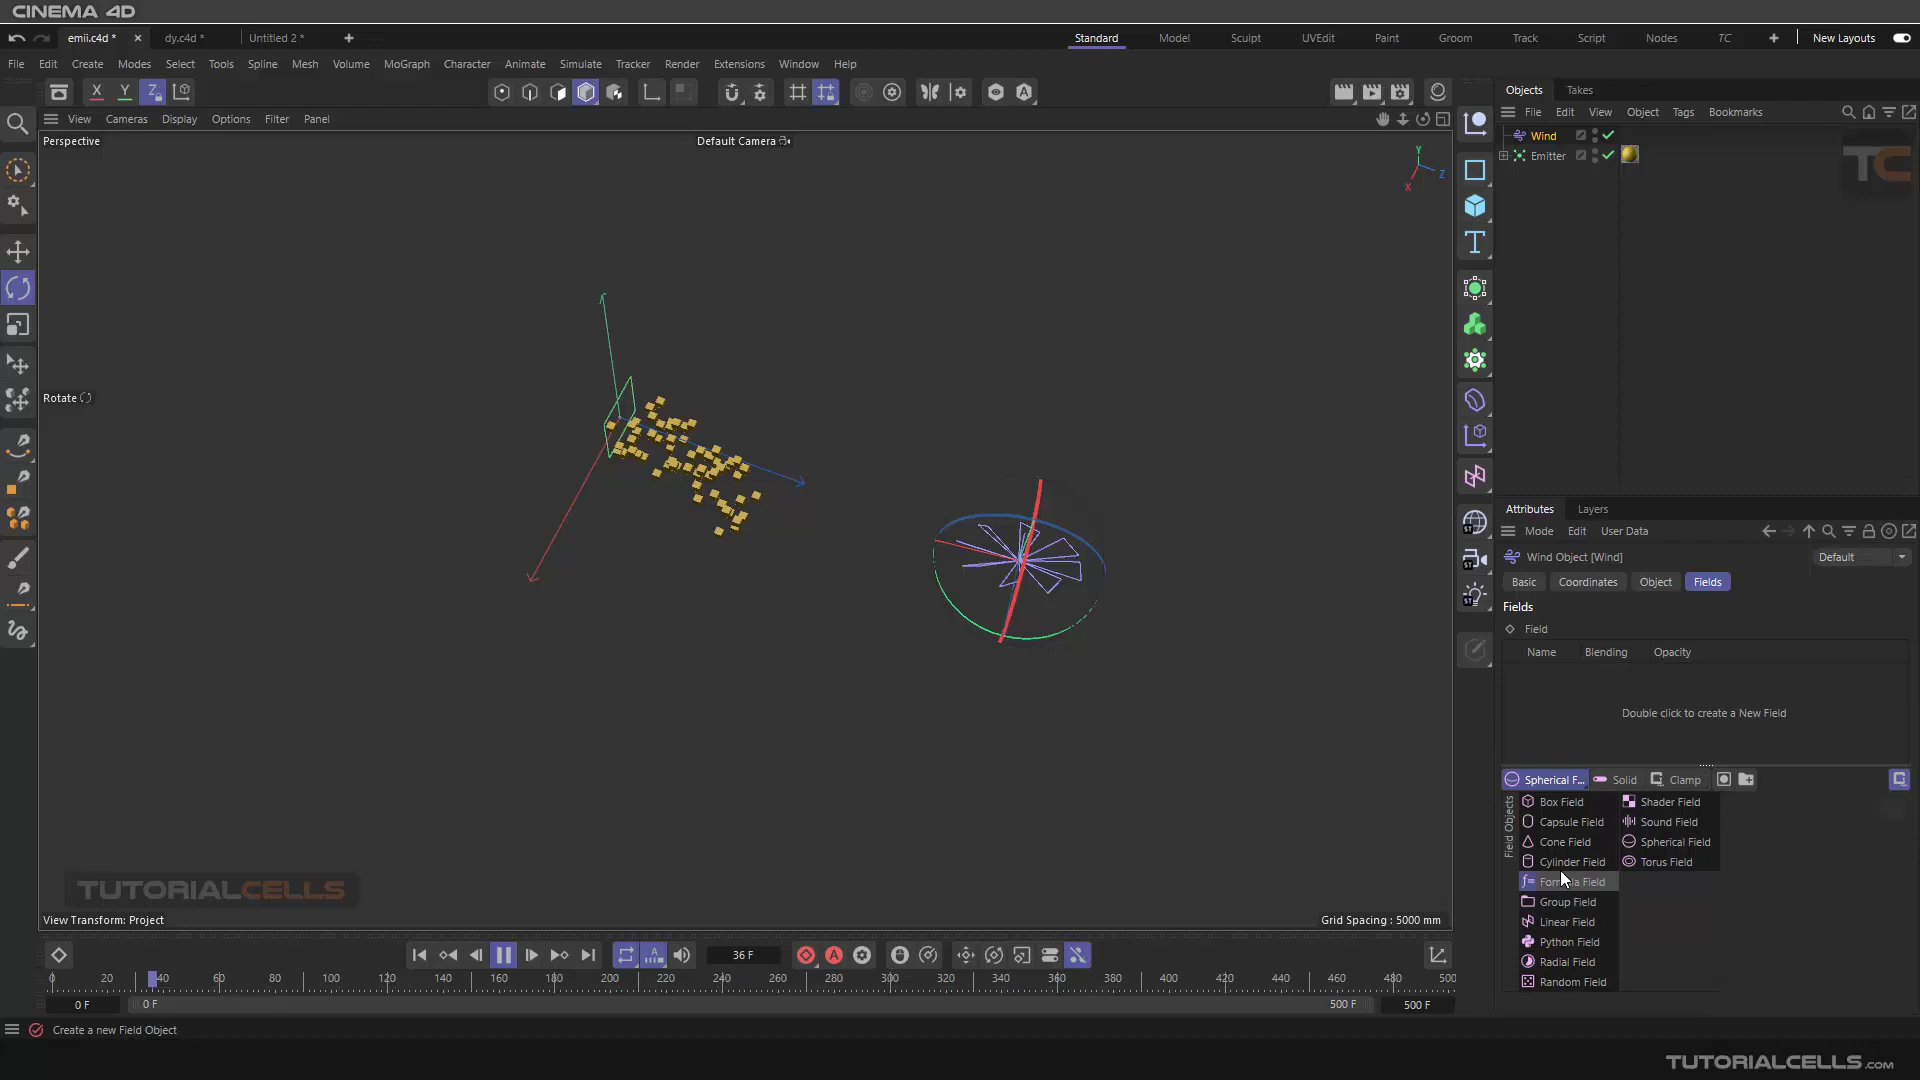 CINEMA 4D
emii.c4d * × dy.c4d * Untitled 2 * +
Standard Model Sculpt UVEdit Paint Groom Track Script Nodes TC + New Layouts
File Edit Create Modes Select Tools Spline Mesh Volume MoGraph Character Animate Simulate Tracker Render Extensions Window Help
X Y Z
Objects Takes
View Cameras Display Options Filter Panel
File Edit View Object Tags Bookmarks
Perspective
Default Camera
Wind
Emitter
TC
Y
Z
X
Rotate
Attributes Layers
Mode Edit User Data
Wind Object [Wind]
Default
Basic Coordinates Object Fields
Fields
Field
Name Blending Opacity
Double click to create a New Field
Spherical F... Solid Clamp
Field Objects
Box Field
Capsule Field
Cone Field
Cylinder Field
Group Field
Linear Field
Python Field
Radial Field
Random Field
Shader Field
Sound Field
Spherical Field
Torus Field
ST
ST
ST
TUTORIALCELLS
View Transform: Project
Grid Spacing : 5000 mm
36 F
0 20 40 60 80 100 120 140 160 180 200 220 240 260 280 300 320 340 360 380 400 420 440 460 480 500
0 F 0 F 500 F 500 F
Create a new Field Object
TUTORIALCELLS.COM